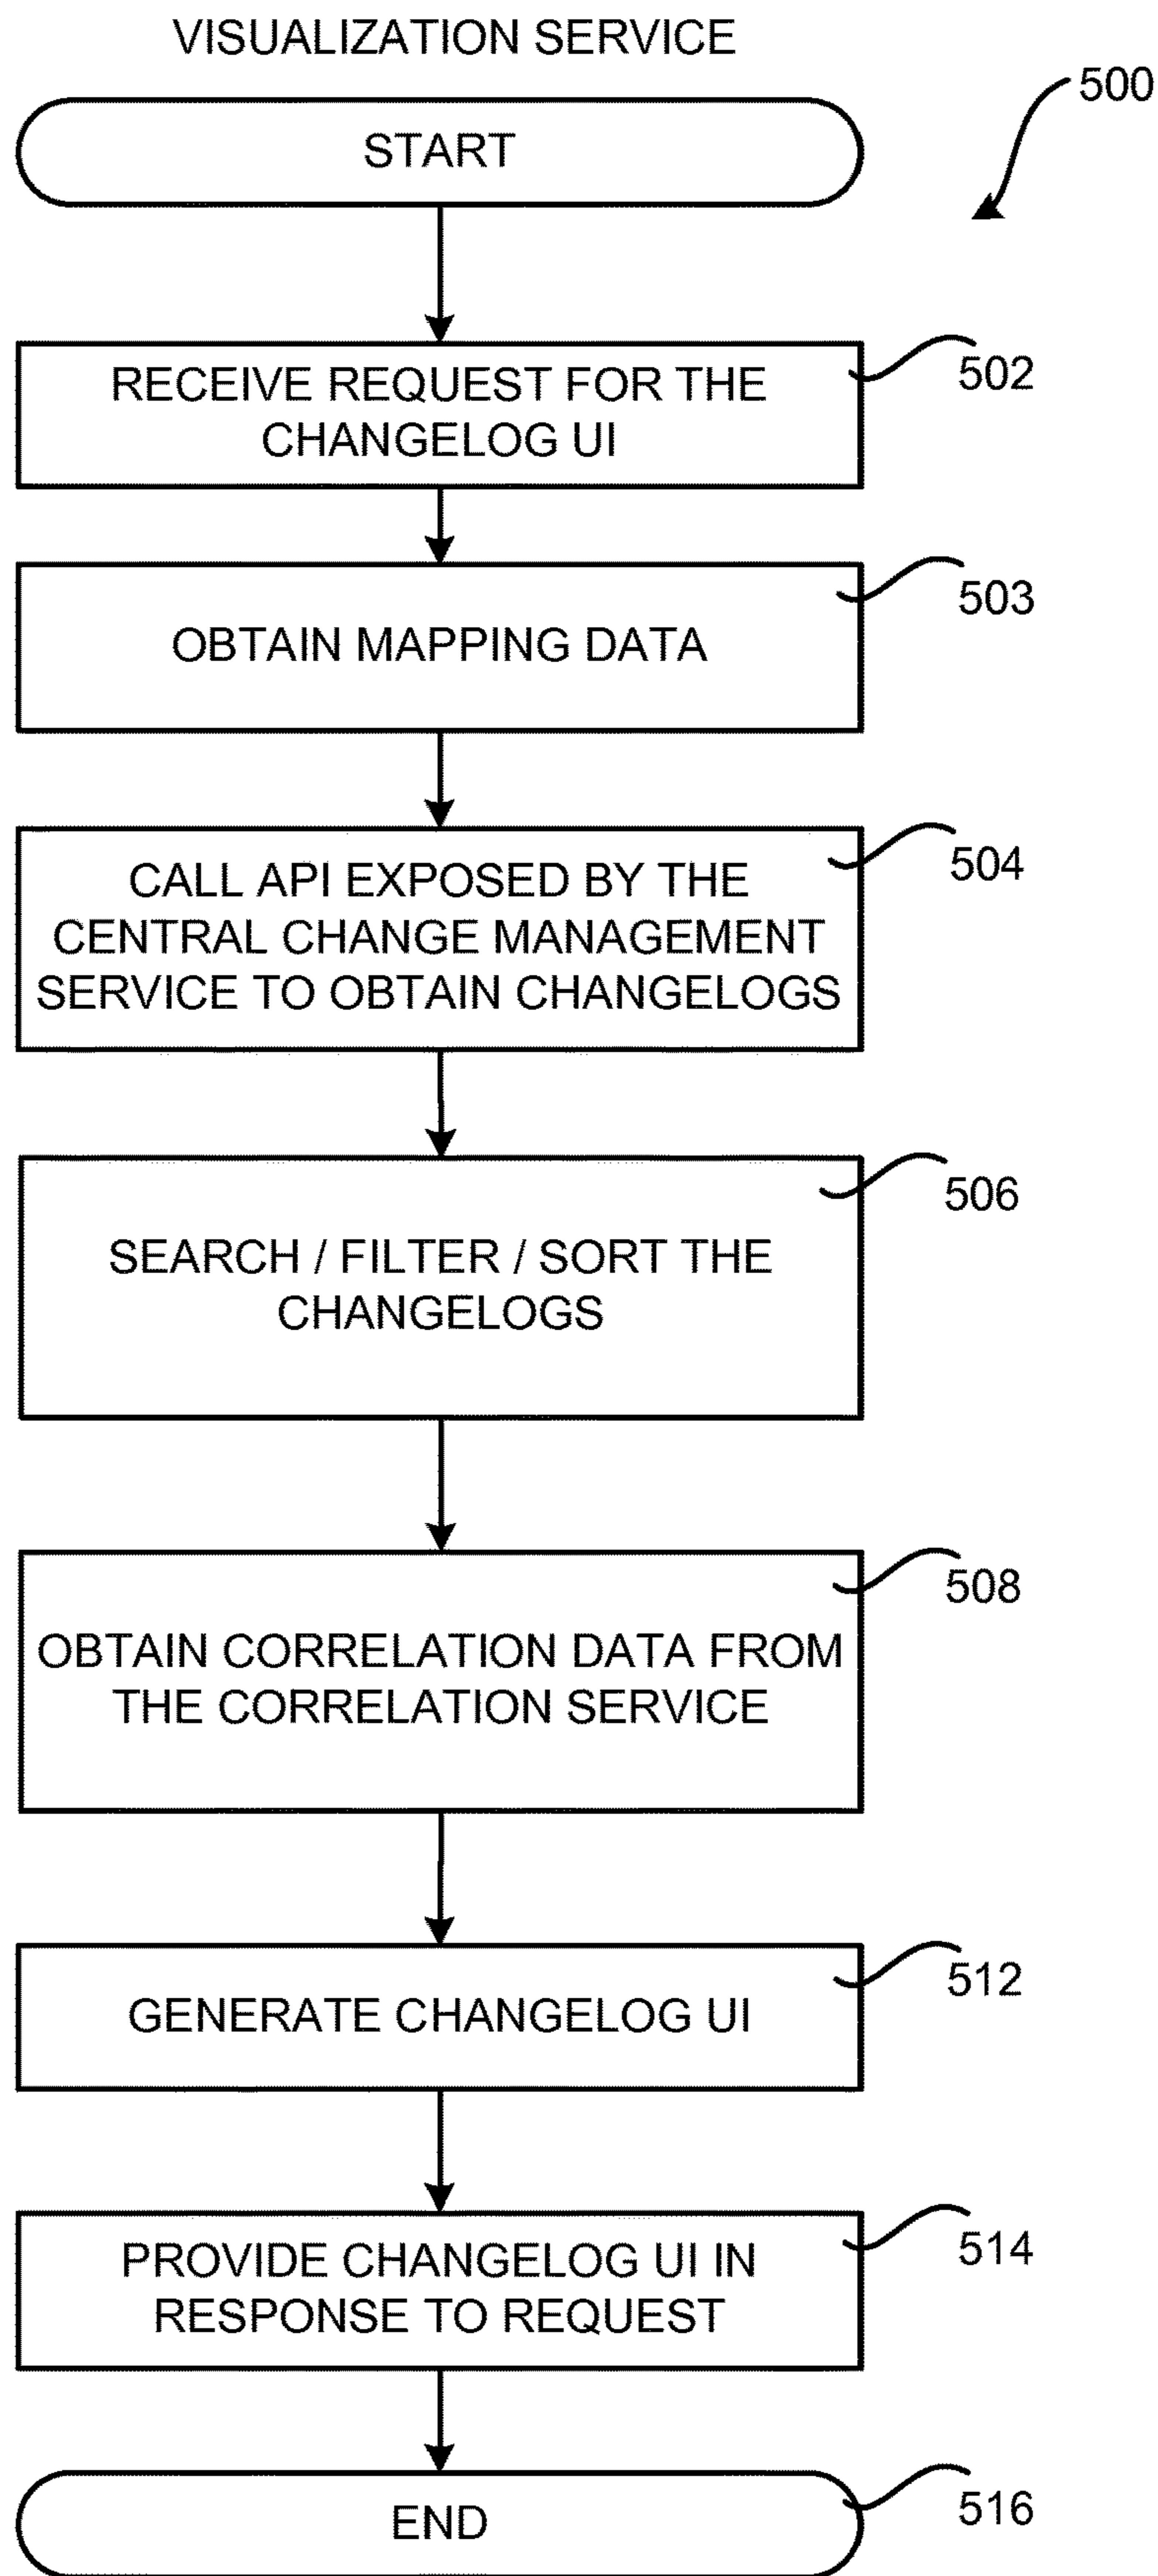 VISUALIZATION SERVICE
500
START
RECEIVE REQUEST FOR THE
CHANGELOG UI
502
OBTAIN MAPPING DATA
503
CALL API EXPOSED BY THE
CENTRAL CHANGE MANAGEMENT
SERVICE TO OBTAIN CHANGELOGS
504
SEARCH / FILTER / SORT THE
CHANGELOGS
506
OBTAIN CORRELATION DATA FROM
THE CORRELATION SERVICE
508
GENERATE CHANGELOG UI
512
PROVIDE CHANGELOG UI IN
RESPONSE TO REQUEST
514
END
516